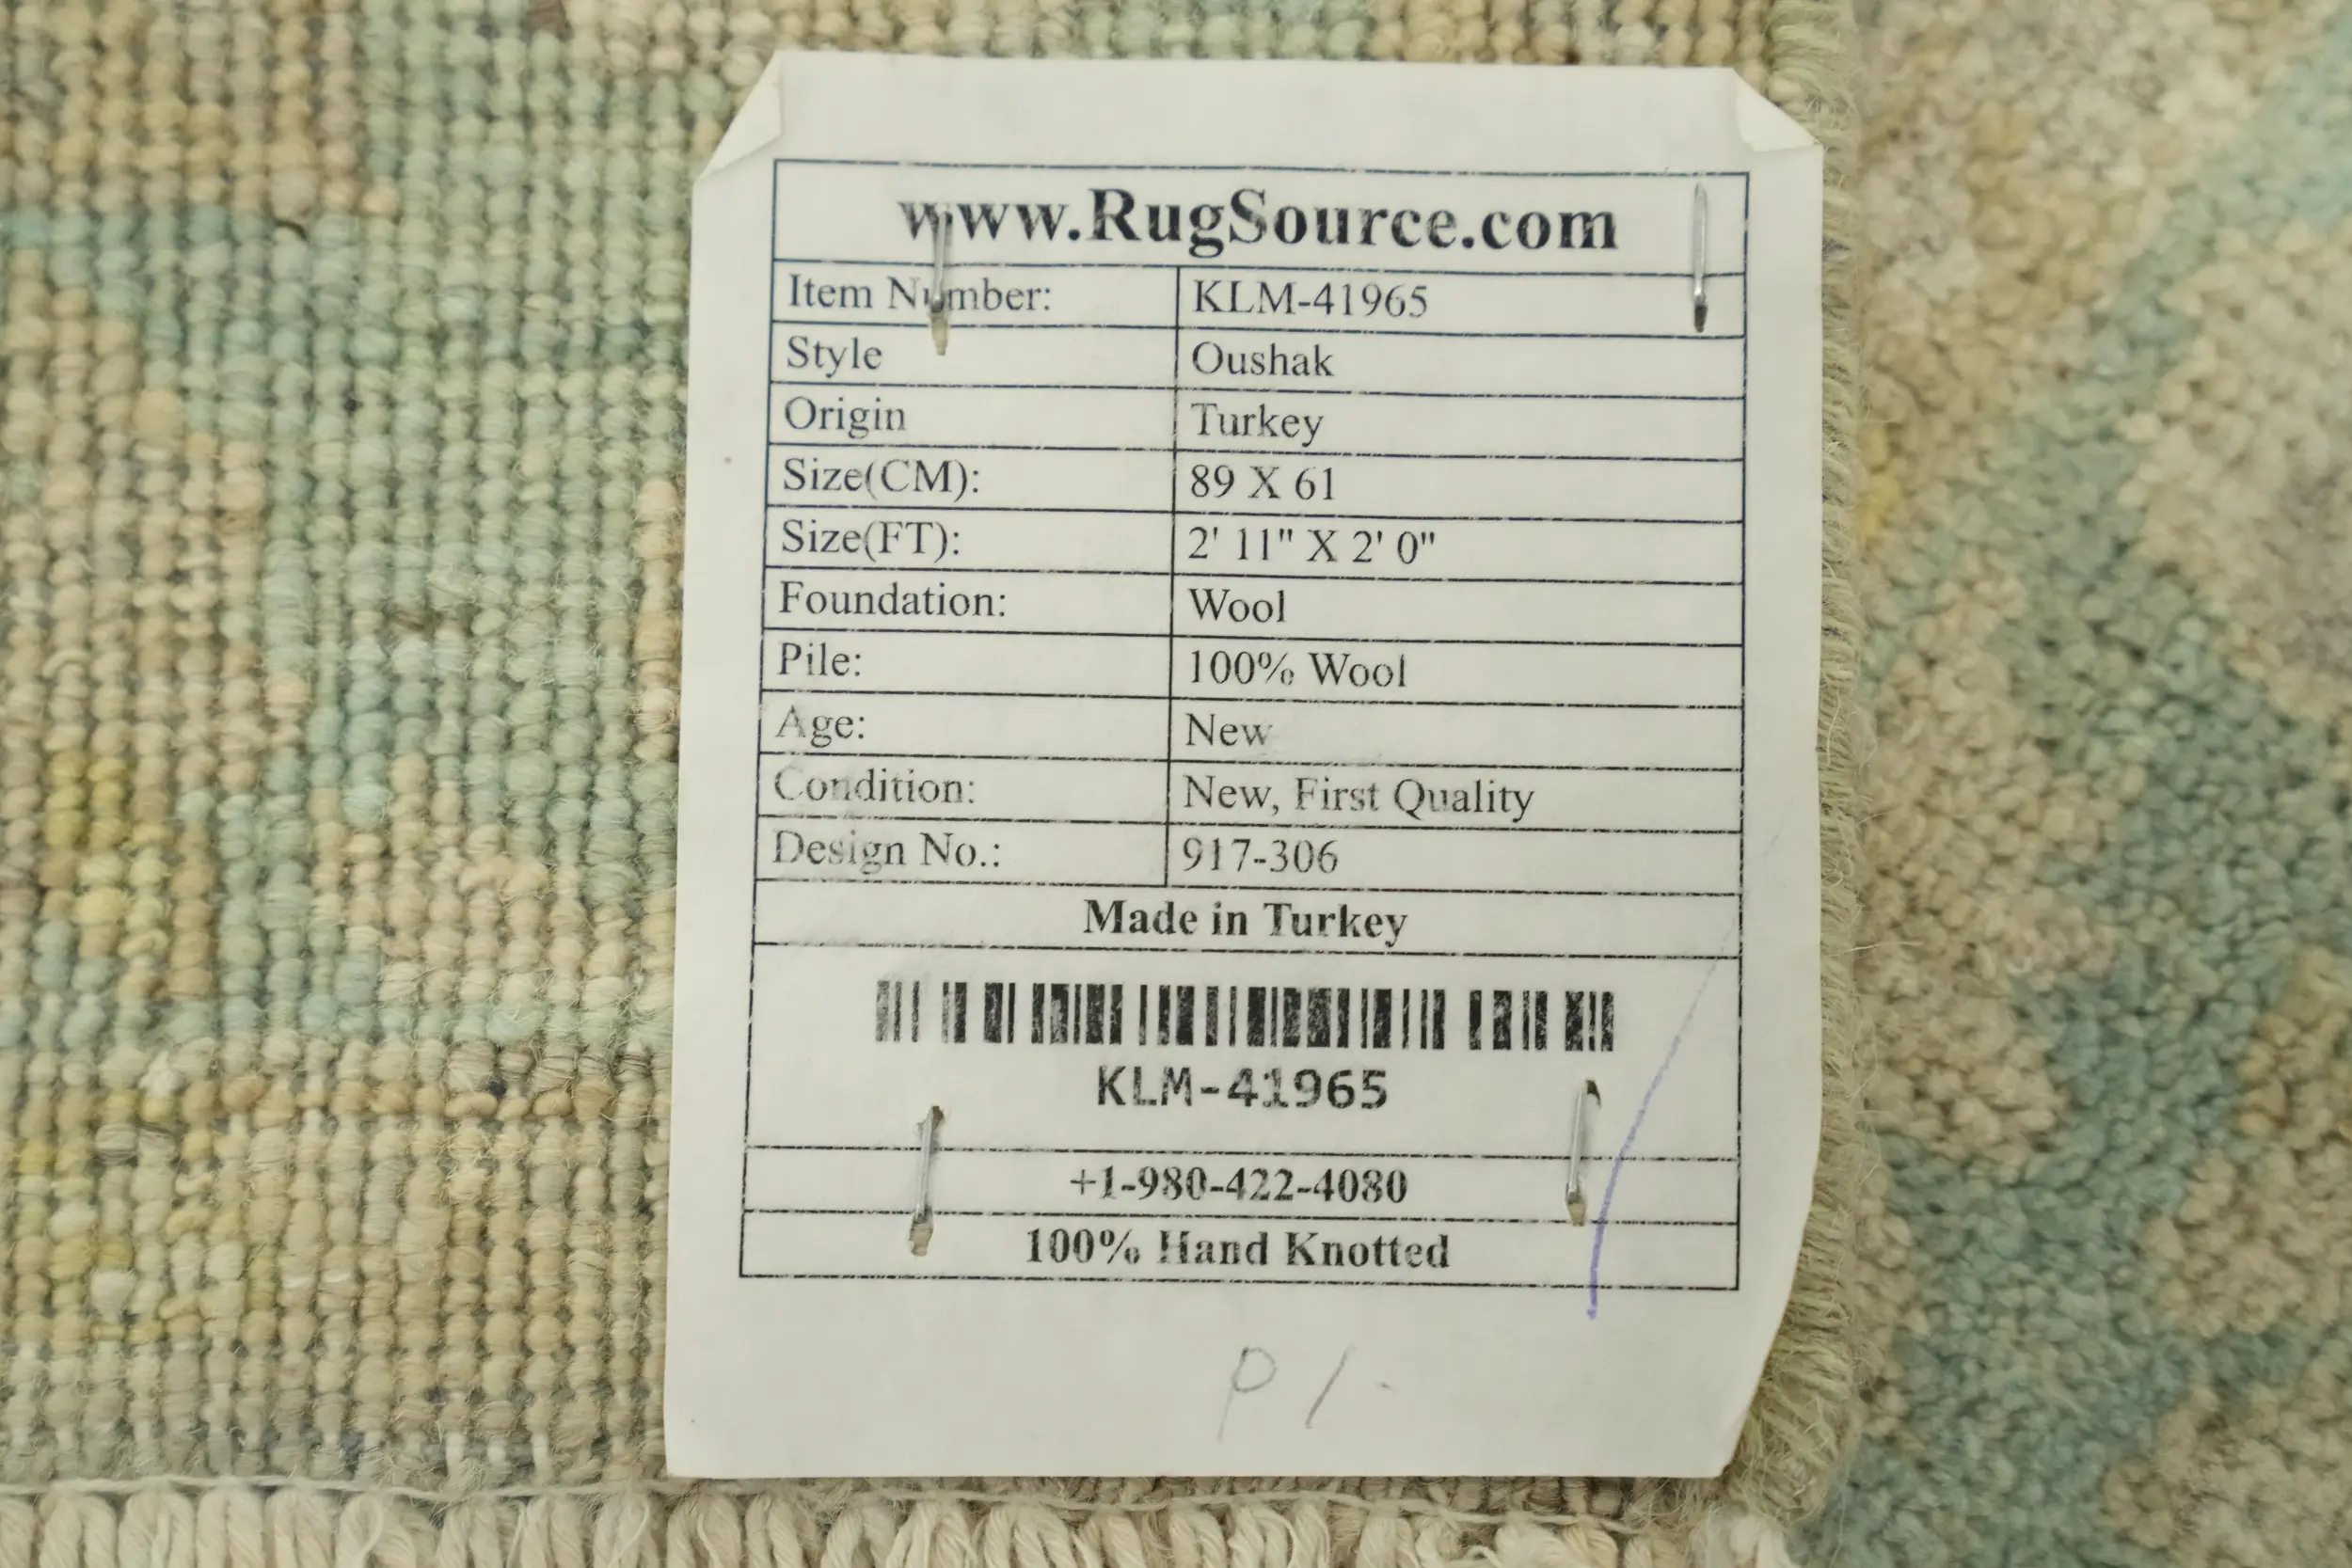 www.RugSource.com
Item Number: KLM-41965
Style Oushak
Origin Turkey
Size(CM): 89 X 61
Size(FT): 2' 11" X 2' 0"
Foundation: Wool
Pile: 100% Wool
Age: New
Condition: New, First Quality
Design No.: 917-306
Made in Turkey
KLM-41965
+1-980-422-4080
100% Hand Knotted